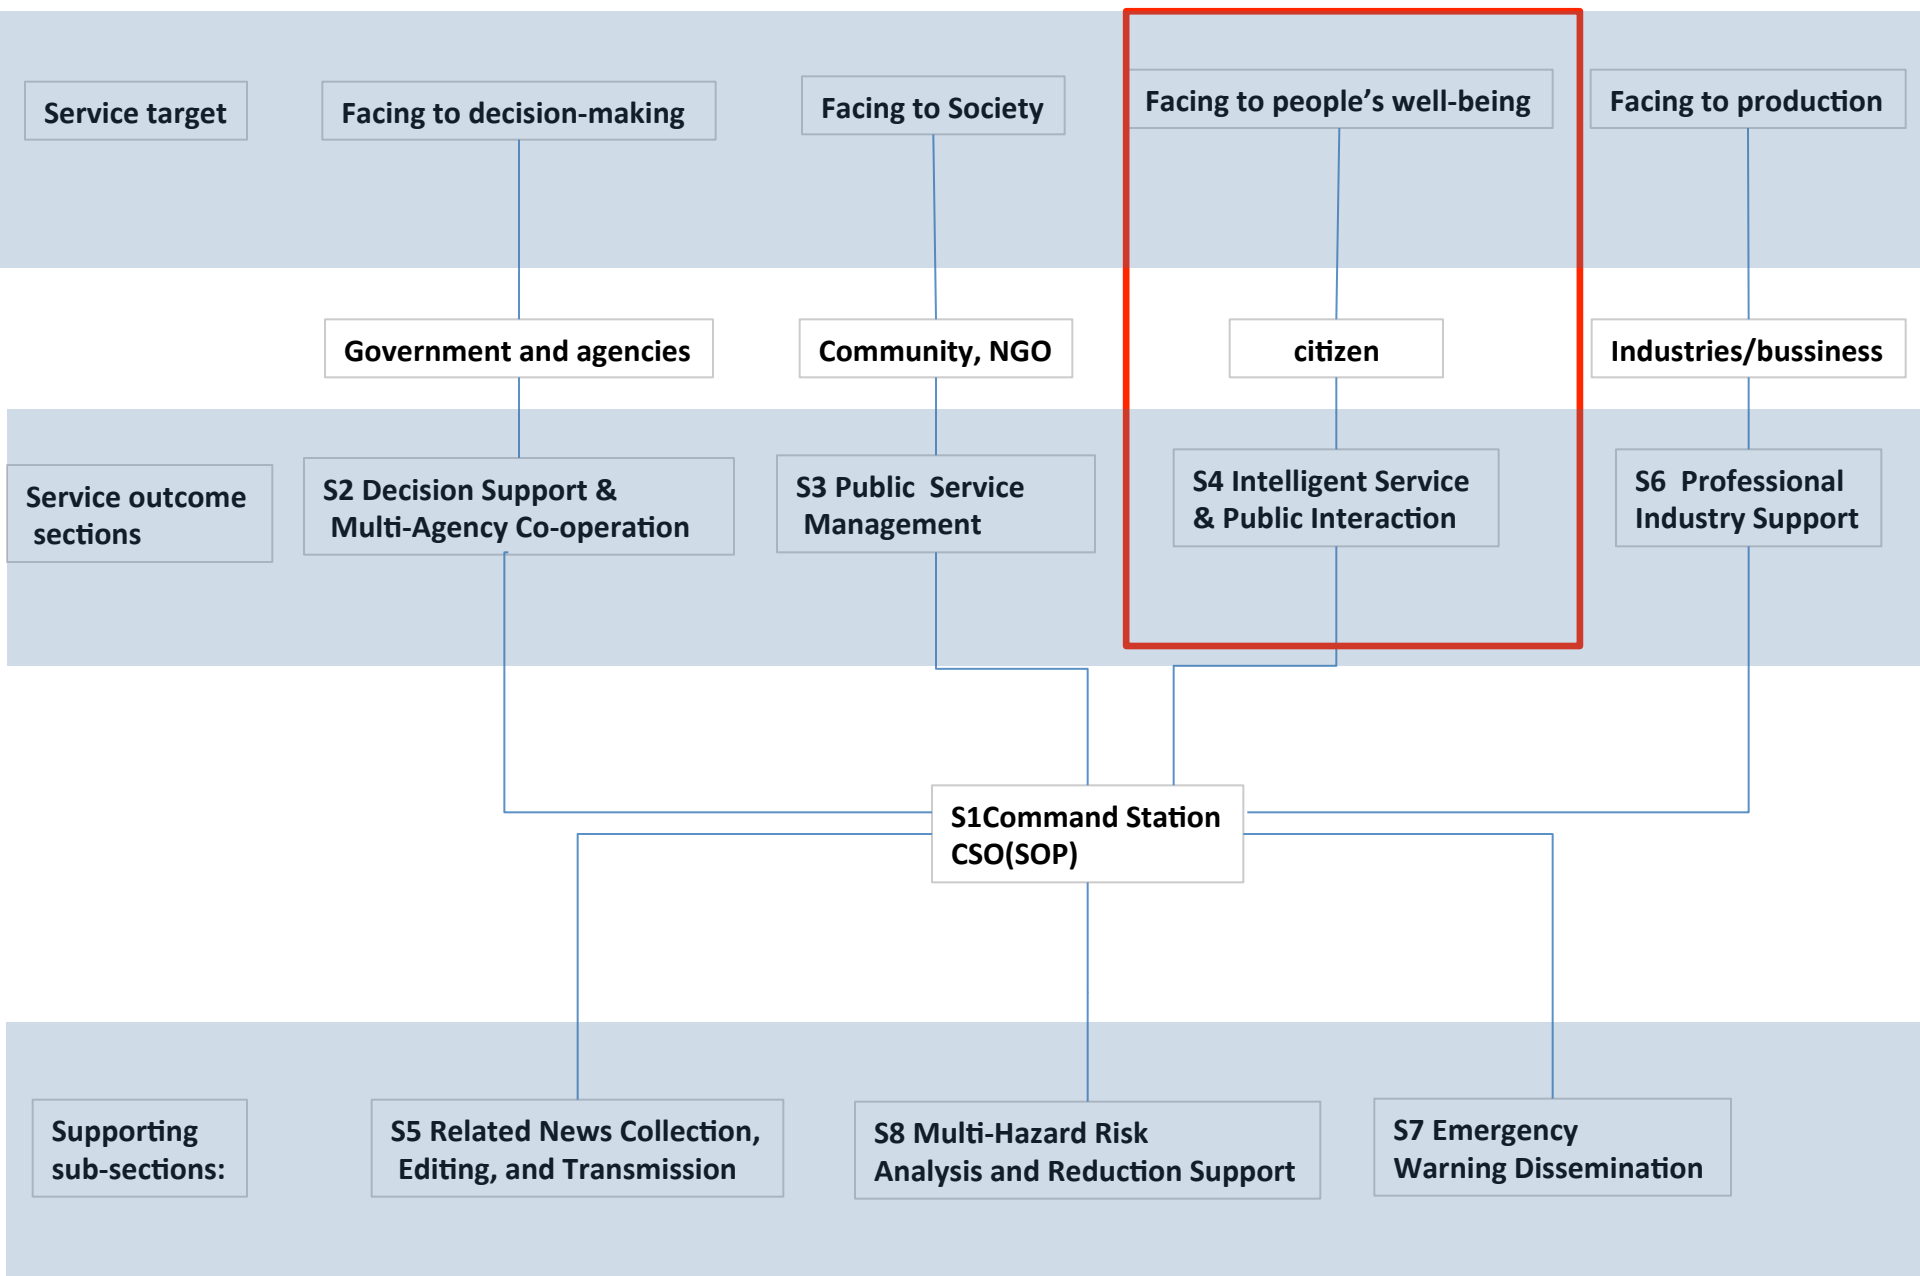 Service target
Facing to decision-making
Facing to Society
Facing to people’s well-being
Facing to production
Government and agencies
Community, NGO
citizen
Industries/bussiness
Service outcome
sections
S2 Decision Support &
Multi-Agency Co-operation
S3 Public Service
Management
S4 Intelligent Service
& Public Interaction
S6 Professional
Industry Support
S1Command Station
CSO(SOP)
Supporting
sub-sections:
S5 Related News Collection,
Editing, and Transmission
S8 Multi-Hazard Risk
Analysis and Reduction Support
S7 Emergency
Warning Dissemination